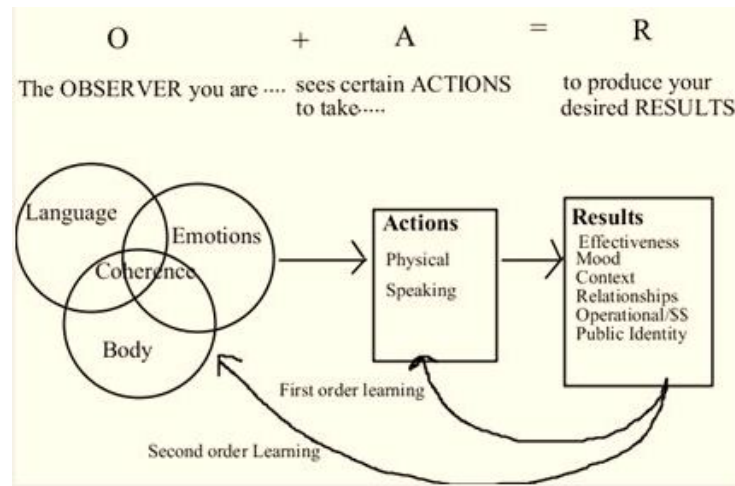 O + A = R
The OBSERVER you are .... sees certain ACTIONS to take.....
to produce your desired RESULTS
Language
Emotions
Coherence
Body
Actions
Physical
Speaking
Results
Effectiveness
Mood
Context
Relationships
Operational/$$
Public Identity
First order learning
Second order Learning